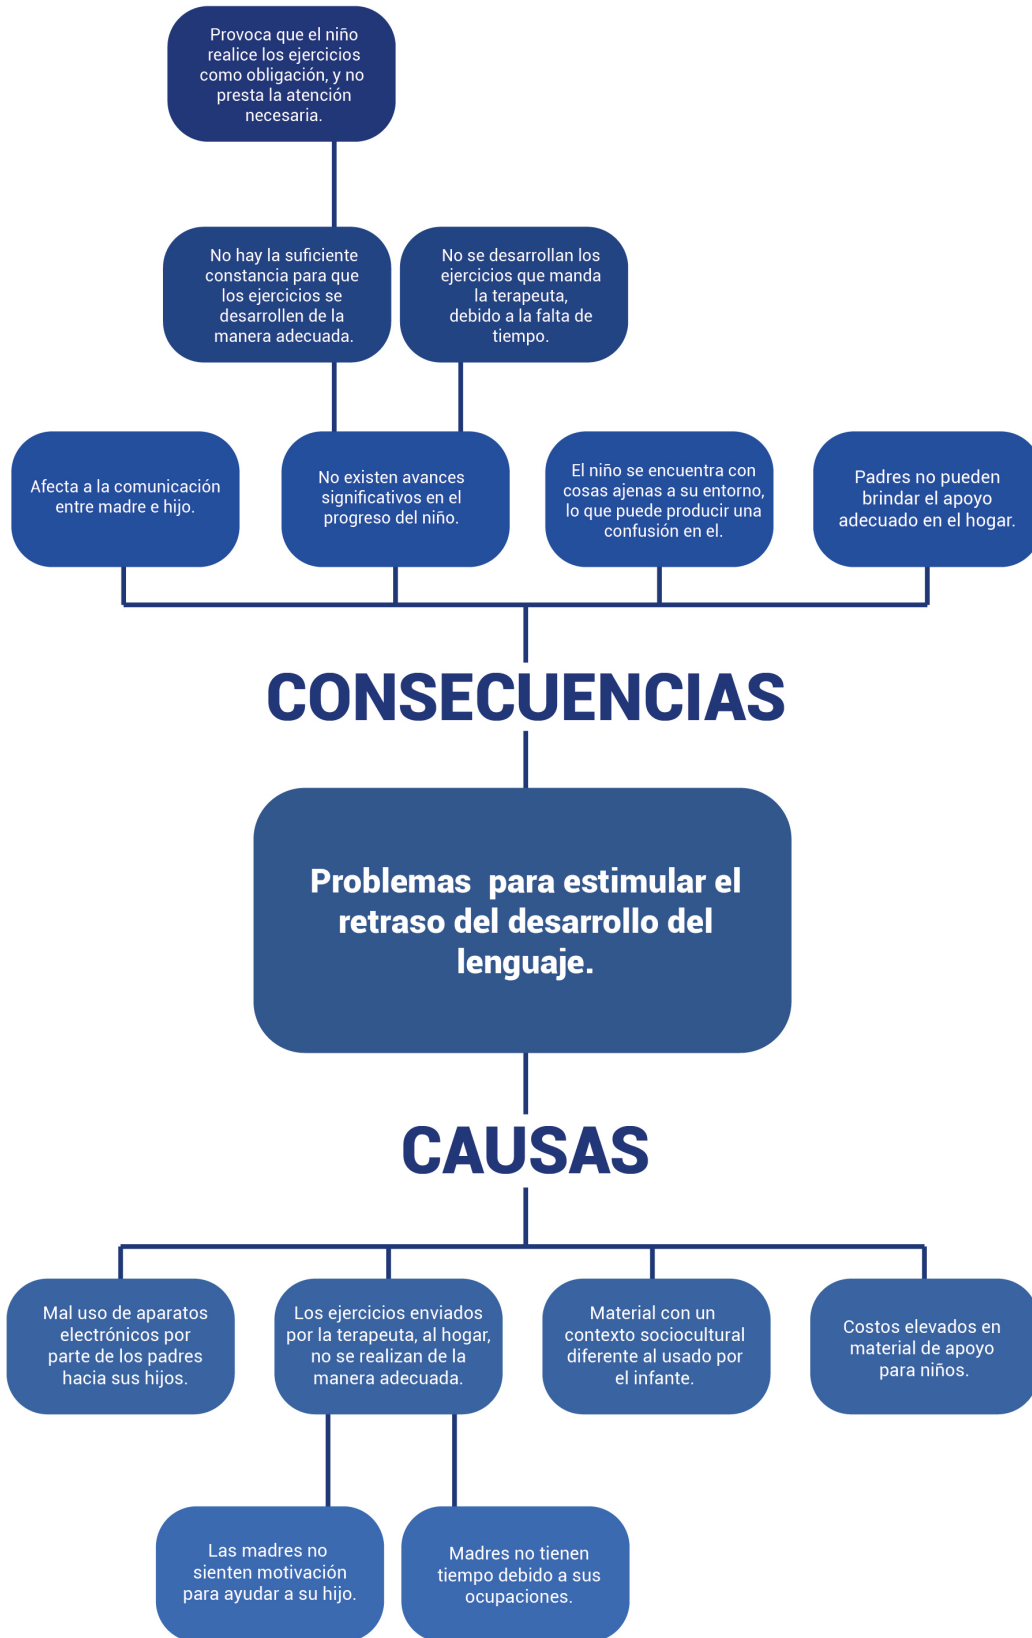 Provoca que el niño
realice los ejercicios
como obligación, y no
presta la atención
necesaria.
No hay la suficiente
constancia para que
los ejercicios se
desarrollen de la
manera adecuada.
No se desarrollan los
ejercicios que manda
la terapeuta,
debido a la falta de
tiempo.
Afecta a la comunicación
entre madre e hijo.
No existen avances
significativos en el
progreso del niño.
El niño se encuentra con
cosas ajenas a su entorno,
lo que puede producir una
confusión en el.
Padres no pueden
brindar el apoyo
adecuado en el hogar.
CONSECUENCIAS
Problemas para estimular el
retraso del desarrollo del
lenguaje.
CAUSAS
Mal uso de aparatos
electrónicos por
parte de los padres
hacia sus hijos.
Los ejercicios enviados
por la terapeuta, al hogar,
no se realizan de la
manera adecuada.
Material con un
contexto sociocultural
diferente al usado por
el infante.
Costos elevados en
material de apoyo
para niños.
Las madres no
sienten motivación
para ayudar a su hijo.
Madres no tienen
tiempo debido a sus
ocupaciones.